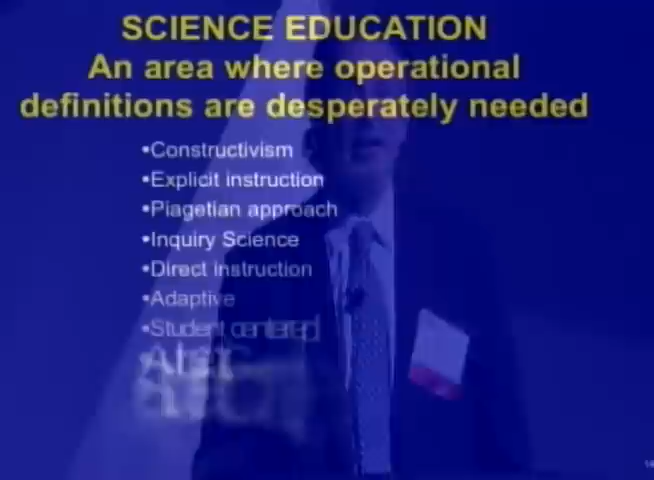 SCIENCE EDUCATION
An area where operational
definitions are desperately needed
•Constructivism
•Explicit instruction
•Piagetian approach
•Inquiry Science
•Direct instruction
•Adaptive
•Student centered